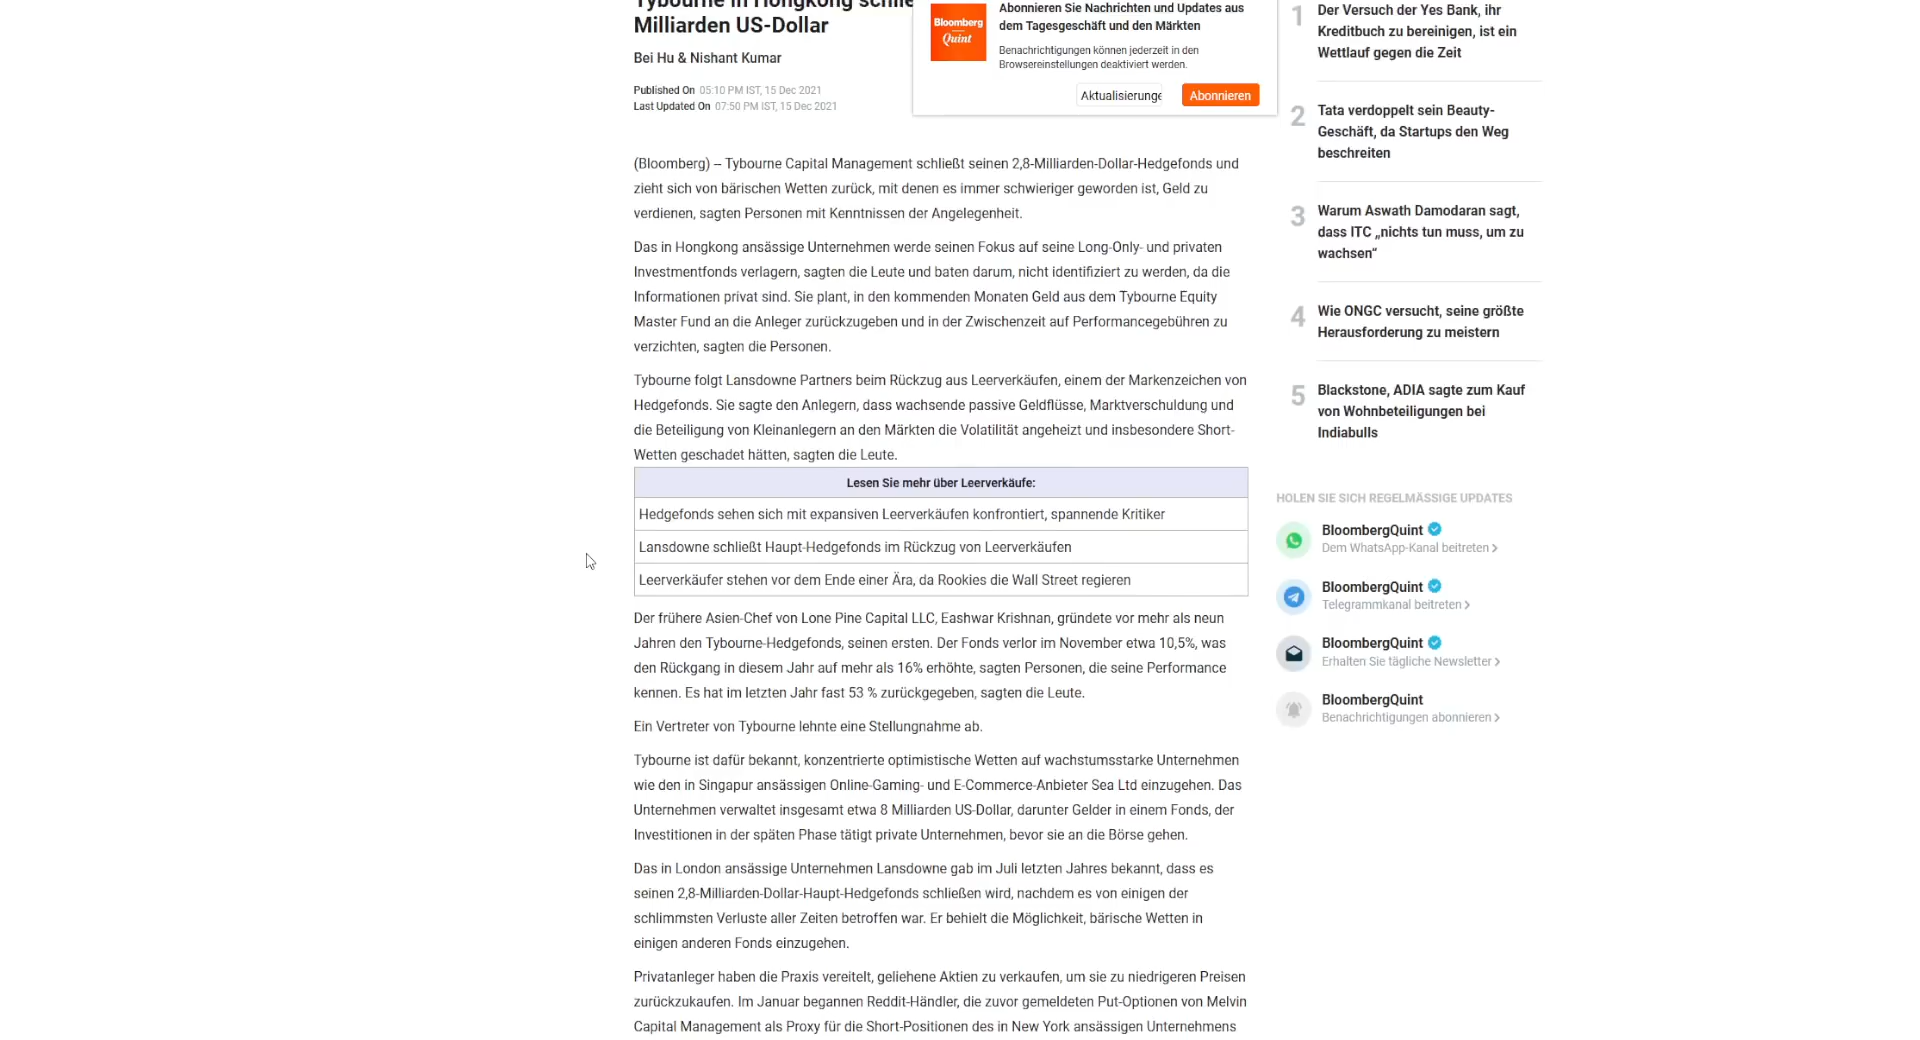 Tybourne in Hongkong schlie
Milliarden US-Dollar
Bei Hu & Nishant Kumar
Published On 05:10 PM IST, 15 Dec 2021
Last Updated On 07:50 PM IST, 15 Dec 2021
Bloomberg
Quint
Abonnieren Sie Nachrichten und Updates aus
dem Tagesgeschäft und den Märkten
Benachrichtigungen können jederzeit in den
Browsereinstellungen deaktiviert werden.
Aktualisierunge
Abonnieren
(Bloomberg) -- Tybourne Capital Management schließt seinen 2,8-Milliarden-Dollar-Hedgefonds und
zieht sich von bärischen Wetten zurück, mit denen es immer schwieriger geworden ist, Geld zu
verdienen, sagten Personen mit Kenntnissen der Angelegenheit.
Das in Hongkong ansässige Unternehmen werde seinen Fokus auf seine Long-Only- und privaten
Investmentfonds verlagern, sagten die Leute und baten darum, nicht identifiziert zu werden, da die
Informationen privat sind. Sie plant, in den kommenden Monaten Geld aus dem Tybourne Equity
Master Fund an die Anleger zurückzugeben und in der Zwischenzeit auf Performancegebühren zu
verzichten, sagten die Personen.
Tybourne folgt Lansdowne Partners beim Rückzug aus Leerverkäufen, einem der Markenzeichen von
Hedgefonds. Sie sagte den Anlegern, dass wachsende passive Geldflüsse, Marktverschuldung und
die Beteiligung von Kleinanlegern an den Märkten die Volatilität angeheizt und insbesondere Short-
Wetten geschadet hätten, sagten die Leute.
Lesen Sie mehr über Leerverkäufe:
Hedgefonds sehen sich mit expansiven Leerverkäufen konfrontiert, spannende Kritiker
Lansdowne schließt Haupt-Hedgefonds im Rückzug von Leerverkäufen
Leerverkäufer stehen vor dem Ende einer Ära, da Rookies die Wall Street regieren
Der frühere Asien-Chef von Lone Pine Capital LLC, Eashwar Krishnan, gründete vor mehr als neun
Jahren den Tybourne-Hedgefonds, seinen ersten. Der Fonds verlor im November etwa 10,5%, was
den Rückgang in diesem Jahr auf mehr als 16% erhöhte, sagten Personen, die seine Performance
kennen. Es hat im letzten Jahr fast 53 % zurückgegeben, sagten die Leute.
Ein Vertreter von Tybourne lehnte eine Stellungnahme ab.
Tybourne ist dafür bekannt, konzentrierte optimistische Wetten auf wachstumsstarke Unternehmen
wie den in Singapur ansässigen Online-Gaming- und E-Commerce-Anbieter Sea Ltd einzugehen. Das
Unternehmen verwaltet insgesamt etwa 8 Milliarden US-Dollar, darunter Gelder in einem Fonds, der
Investitionen in der späten Phase tätigt private Unternehmen, bevor sie an die Börse gehen.
Das in London ansässige Unternehmen Lansdowne gab im Juli letzten Jahres bekannt, dass es
seinen 2,8-Milliarden-Dollar-Haupt-Hedgefonds schließen wird, nachdem es von einigen der
schlimmsten Verluste aller Zeiten betroffen war. Er behielt die Möglichkeit, bärische Wetten in
einigen anderen Fonds einzugehen.
Privatanleger haben die Praxis vereitelt, geliehene Aktien zu verkaufen, um sie zu niedrigeren Preisen
zurückzukaufen. Im Januar begannen Reddit-Händler, die zuvor gemeldeten Put-Optionen von Melvin
Capital Management als Proxy für die Short-Positionen des in New York ansässigen Unternehmens
1 Der Versuch der Yes Bank, ihr
Kreditbuch zu bereinigen, ist ein
Wettlauf gegen die Zeit
2 Tata verdoppelt sein Beauty-
Geschäft, da Startups den Weg
beschreiten
3 Warum Aswath Damodaran sagt,
dass ITC „nichts tun muss, um zu
wachsen“
4 Wie ONGC versucht, seine größte
Herausforderung zu meistern
5 Blackstone, ADIA sagte zum Kauf
von Wohnbeteiligungen bei
Indiabulls
HOLEN SIE SICH REGELMÄSSIGE UPDATES
BloombergQuint
Dem WhatsApp-Kanal beitreten
BloombergQuint
Telegrammkanal beitreten
BloombergQuint
Erhalten Sie tägliche Newsletter
BloombergQuint
Benachrichtigungen abonnieren